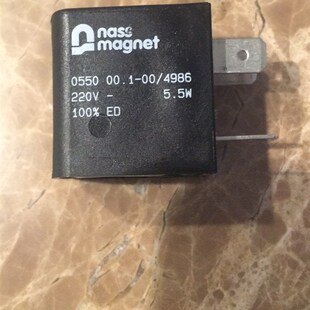 nass
magnet
0550 00.1-00/4986
220V - 5.5W
100% ED